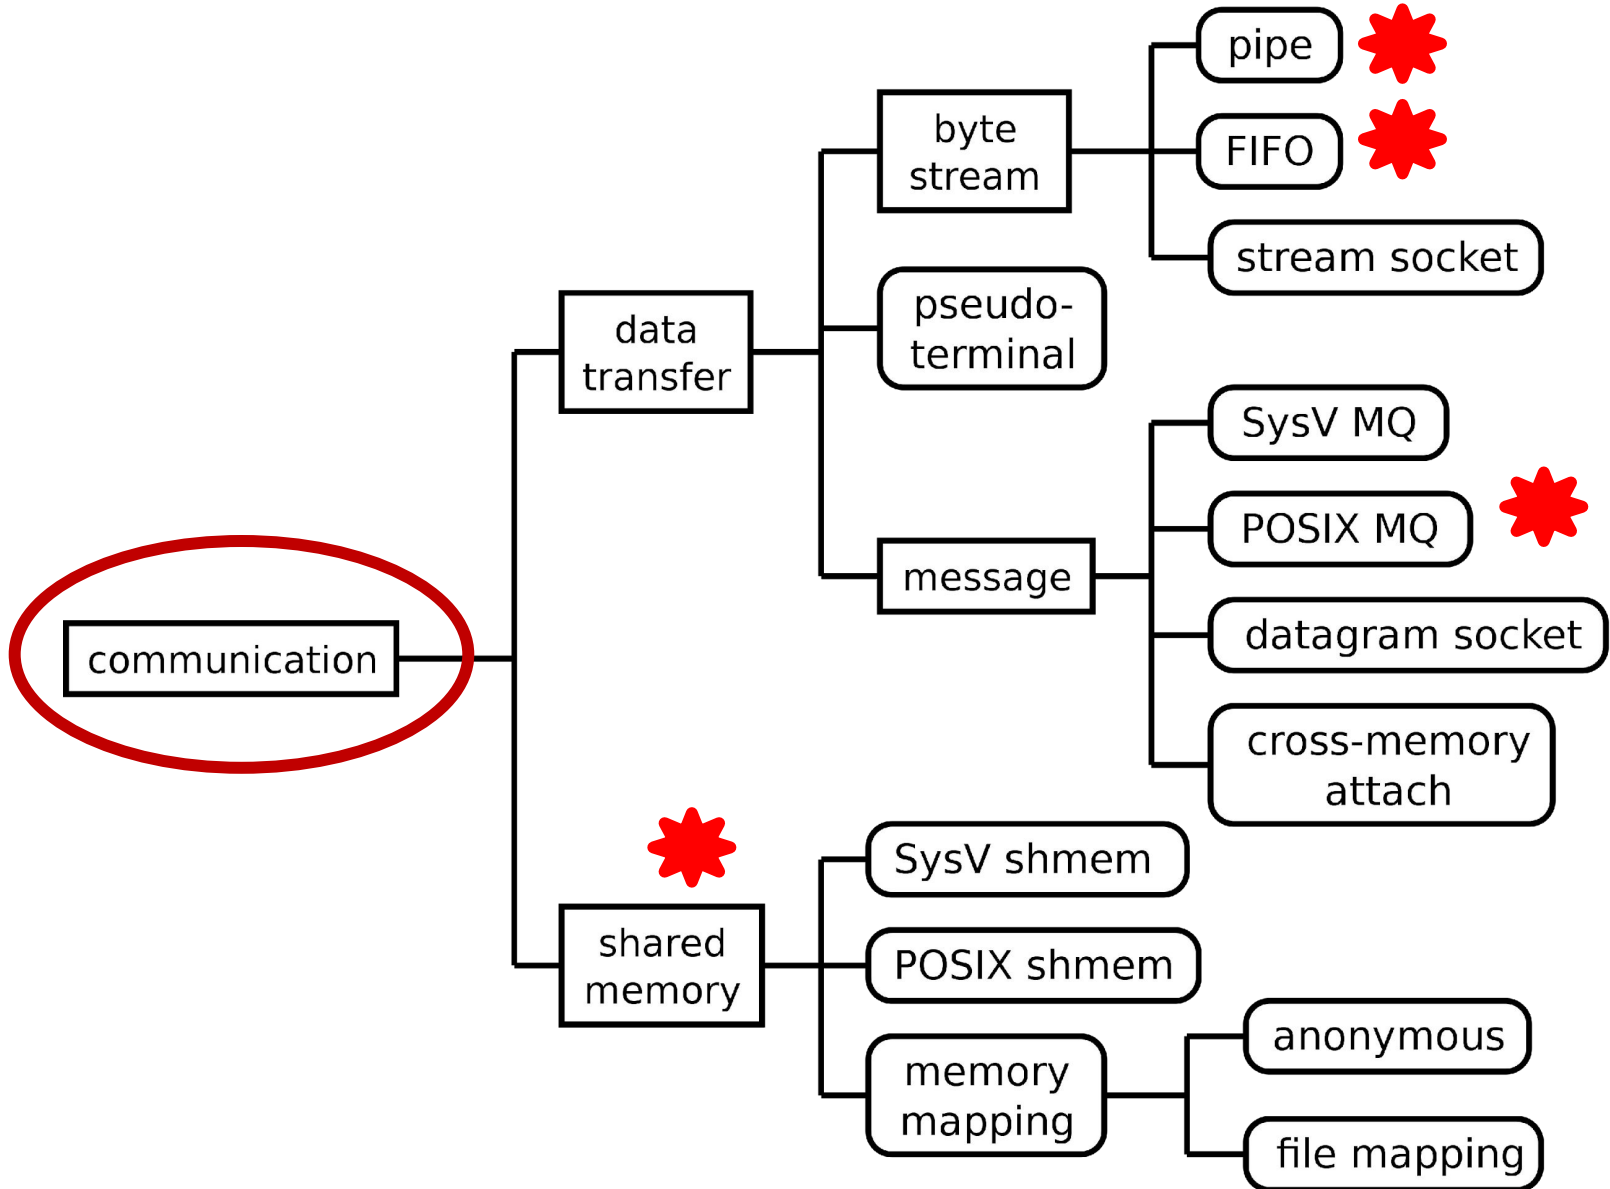 pipe
byte
stream
FIFO
stream socket
pseudo-
terminal
data
transfer
SysV MQ
POSIX MQ
message
datagram socket
communication
cross-memory
attach
SysV shmem
shared
memory
POSIX shmem
memory
mapping
anonymous
file mapping